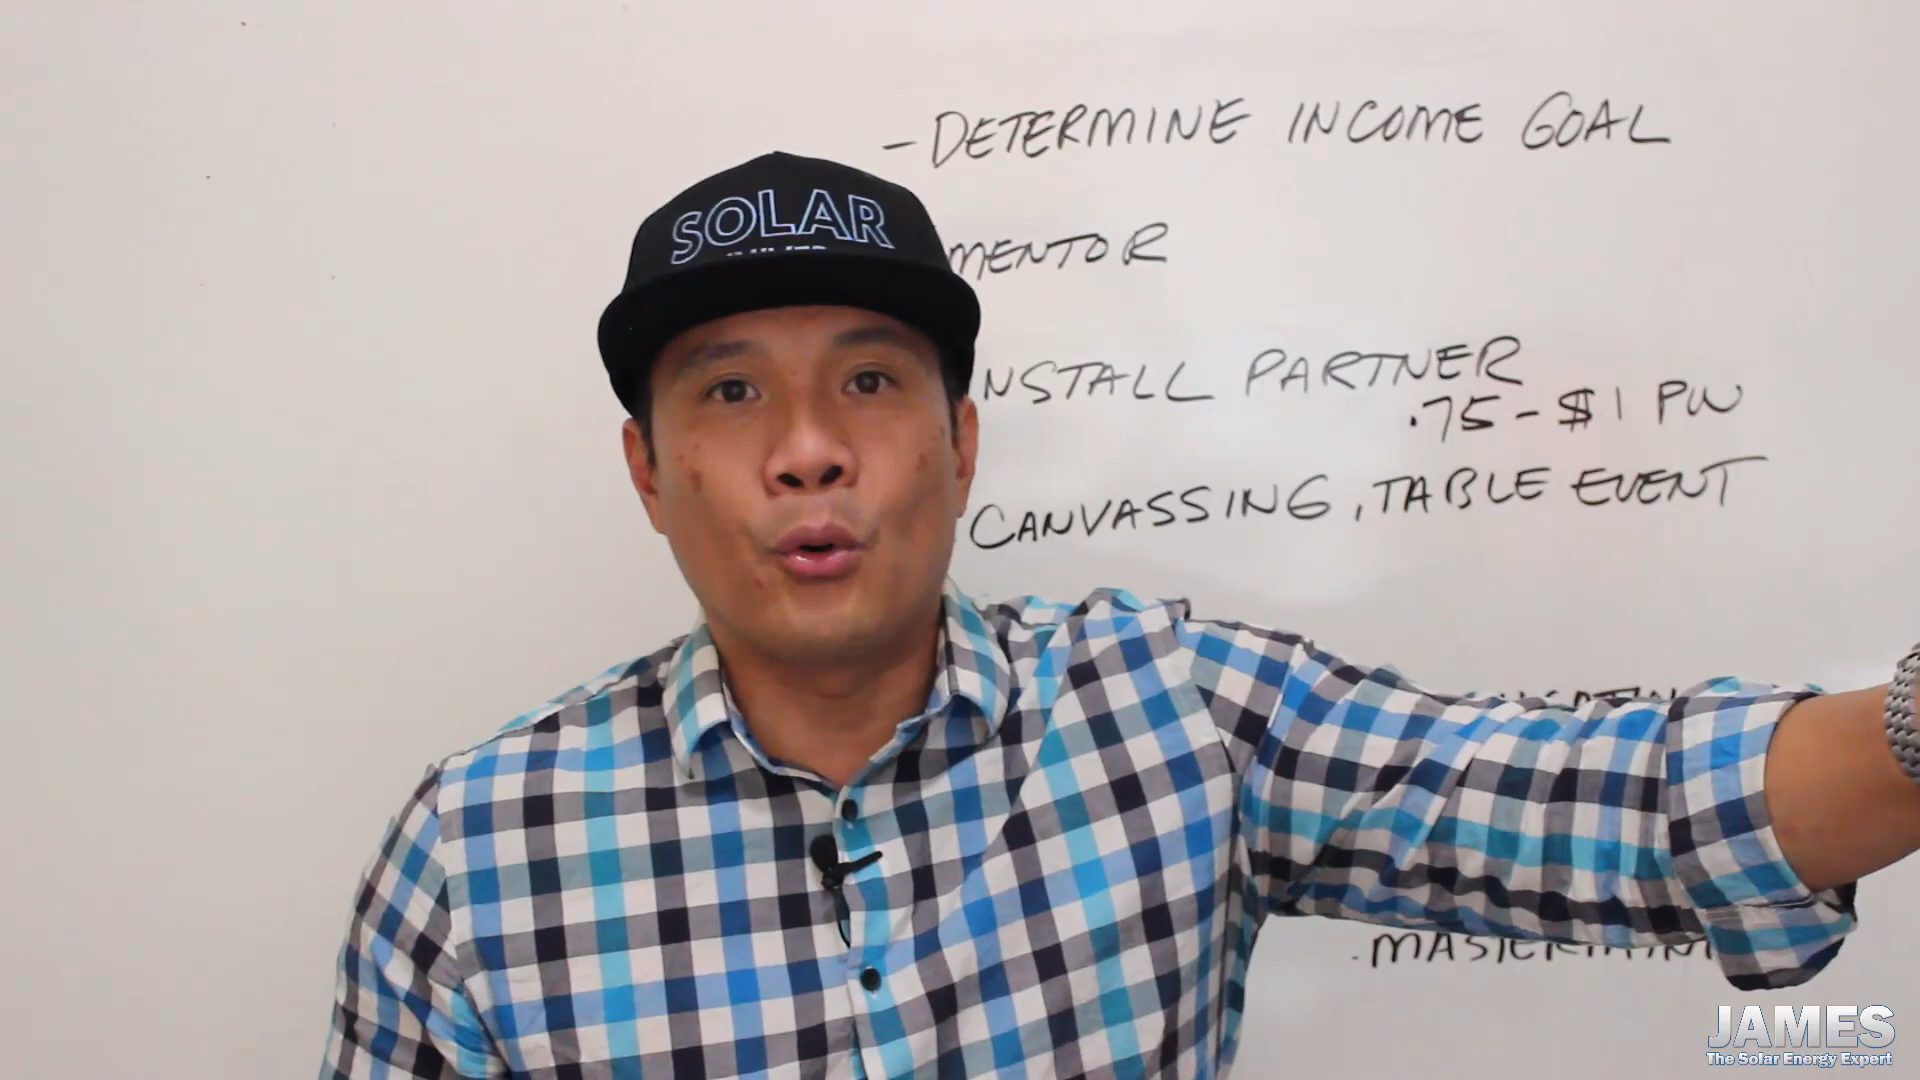 - DETERMINE INCOME GOAL
SOLAR
MENTOR
NSTALL PARTNER
.75 - $1 PW
CANVASSING, TABLE EVENT
JAMES
The Solar Energy Expert